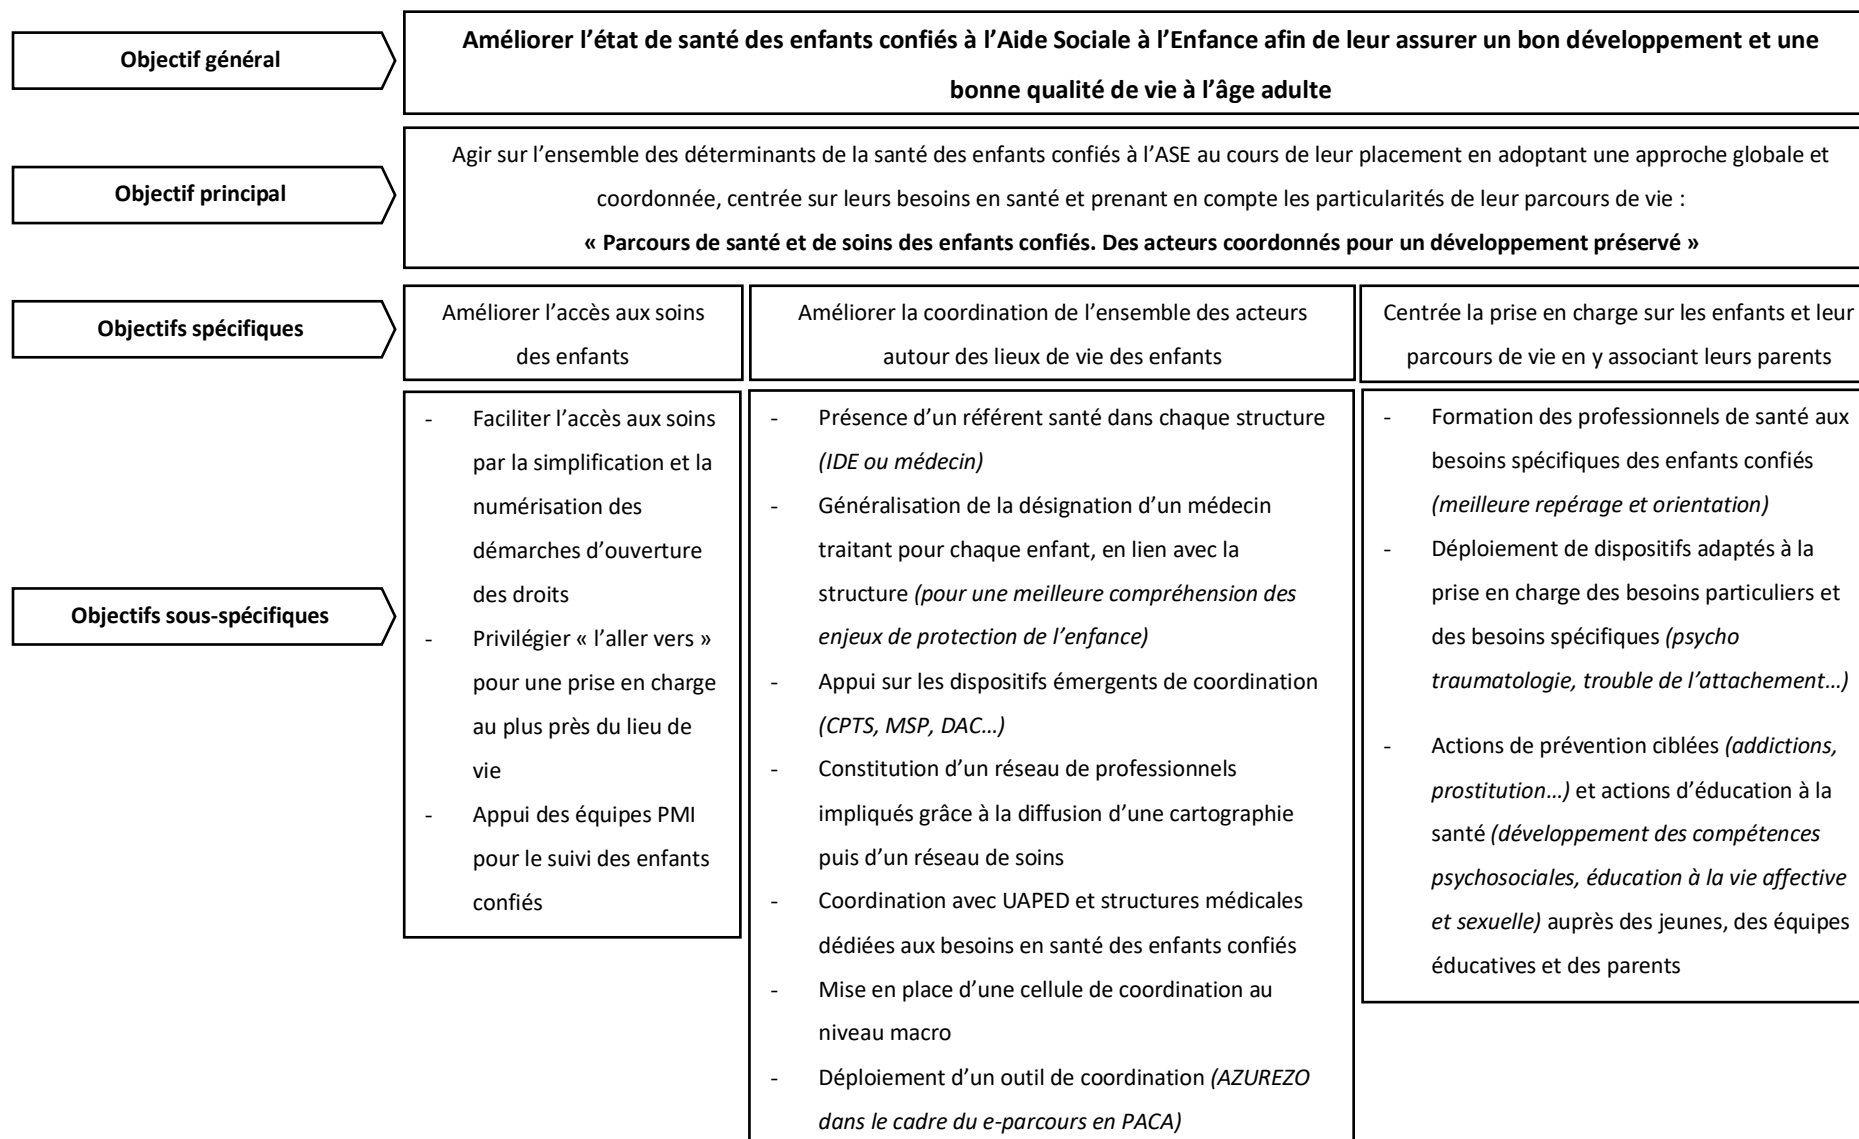 Objectif général
Améliorer l’état de santé des enfants confiés à l’Aide Sociale à l’Enfance afin de leur assurer un bon développement et une
bonne qualité de vie à l’âge adulte
Objectif principal
Agir sur l’ensemble des déterminants de la santé des enfants confiés à l’ASE au cours de leur placement en adoptant une approche globale et
coordonnée, centrée sur leurs besoins en santé et prenant en compte les particularités de leur parcours de vie :
« Parcours de santé et de soins des enfants confiés. Des acteurs coordonnés pour un développement préservé »
Objectifs spécifiques
Améliorer l’accès aux soins
des enfants
Améliorer la coordination de l’ensemble des acteurs
autour des lieux de vie des enfants
Centrée la prise en charge sur les enfants et leur
parcours de vie en y associant leurs parents
Objectifs sous-spécifiques
- Faciliter l’accès aux soins
par la simplification et la
numérisation des
démarches d’ouverture
des droits
- Privilégier « l’aller vers »
pour une prise en charge
au plus près du lieu de
vie
- Appui des équipes PMI
pour le suivi des enfants
confiés
- Présence d’un référent santé dans chaque structure
(IDE ou médecin)
- Généralisation de la désignation d’un médecin
traitant pour chaque enfant, en lien avec la
structure (pour une meilleure compréhension des
enjeux de protection de l’enfance)
- Appui sur les dispositifs émergents de coordination
(CPTS, MSP, DAC…)
- Constitution d’un réseau de professionnels
impliqués grâce à la diffusion d’une cartographie
puis d’un réseau de soins
- Coordination avec UAPED et structures médicales
dédiées aux besoins en santé des enfants confiés
- Mise en place d’une cellule de coordination au
niveau macro
- Déploiement d’un outil de coordination (AZUREZO
dans le cadre du e-parcours en PACA)
- Formation des professionnels de santé aux
besoins spécifiques des enfants confiés
(meilleure repérage et orientation)
- Déploiement de dispositifs adaptés à la
prise en charge des besoins particuliers et
des besoins spécifiques (psycho
traumatologie, trouble de l’attachement…)
- Actions de prévention ciblées (addictions,
prostitution…) et actions d’éducation à la
santé (développement des compétences
psychosociales, éducation à la vie affective
et sexuelle) auprès des jeunes, des équipes
éducatives et des parents